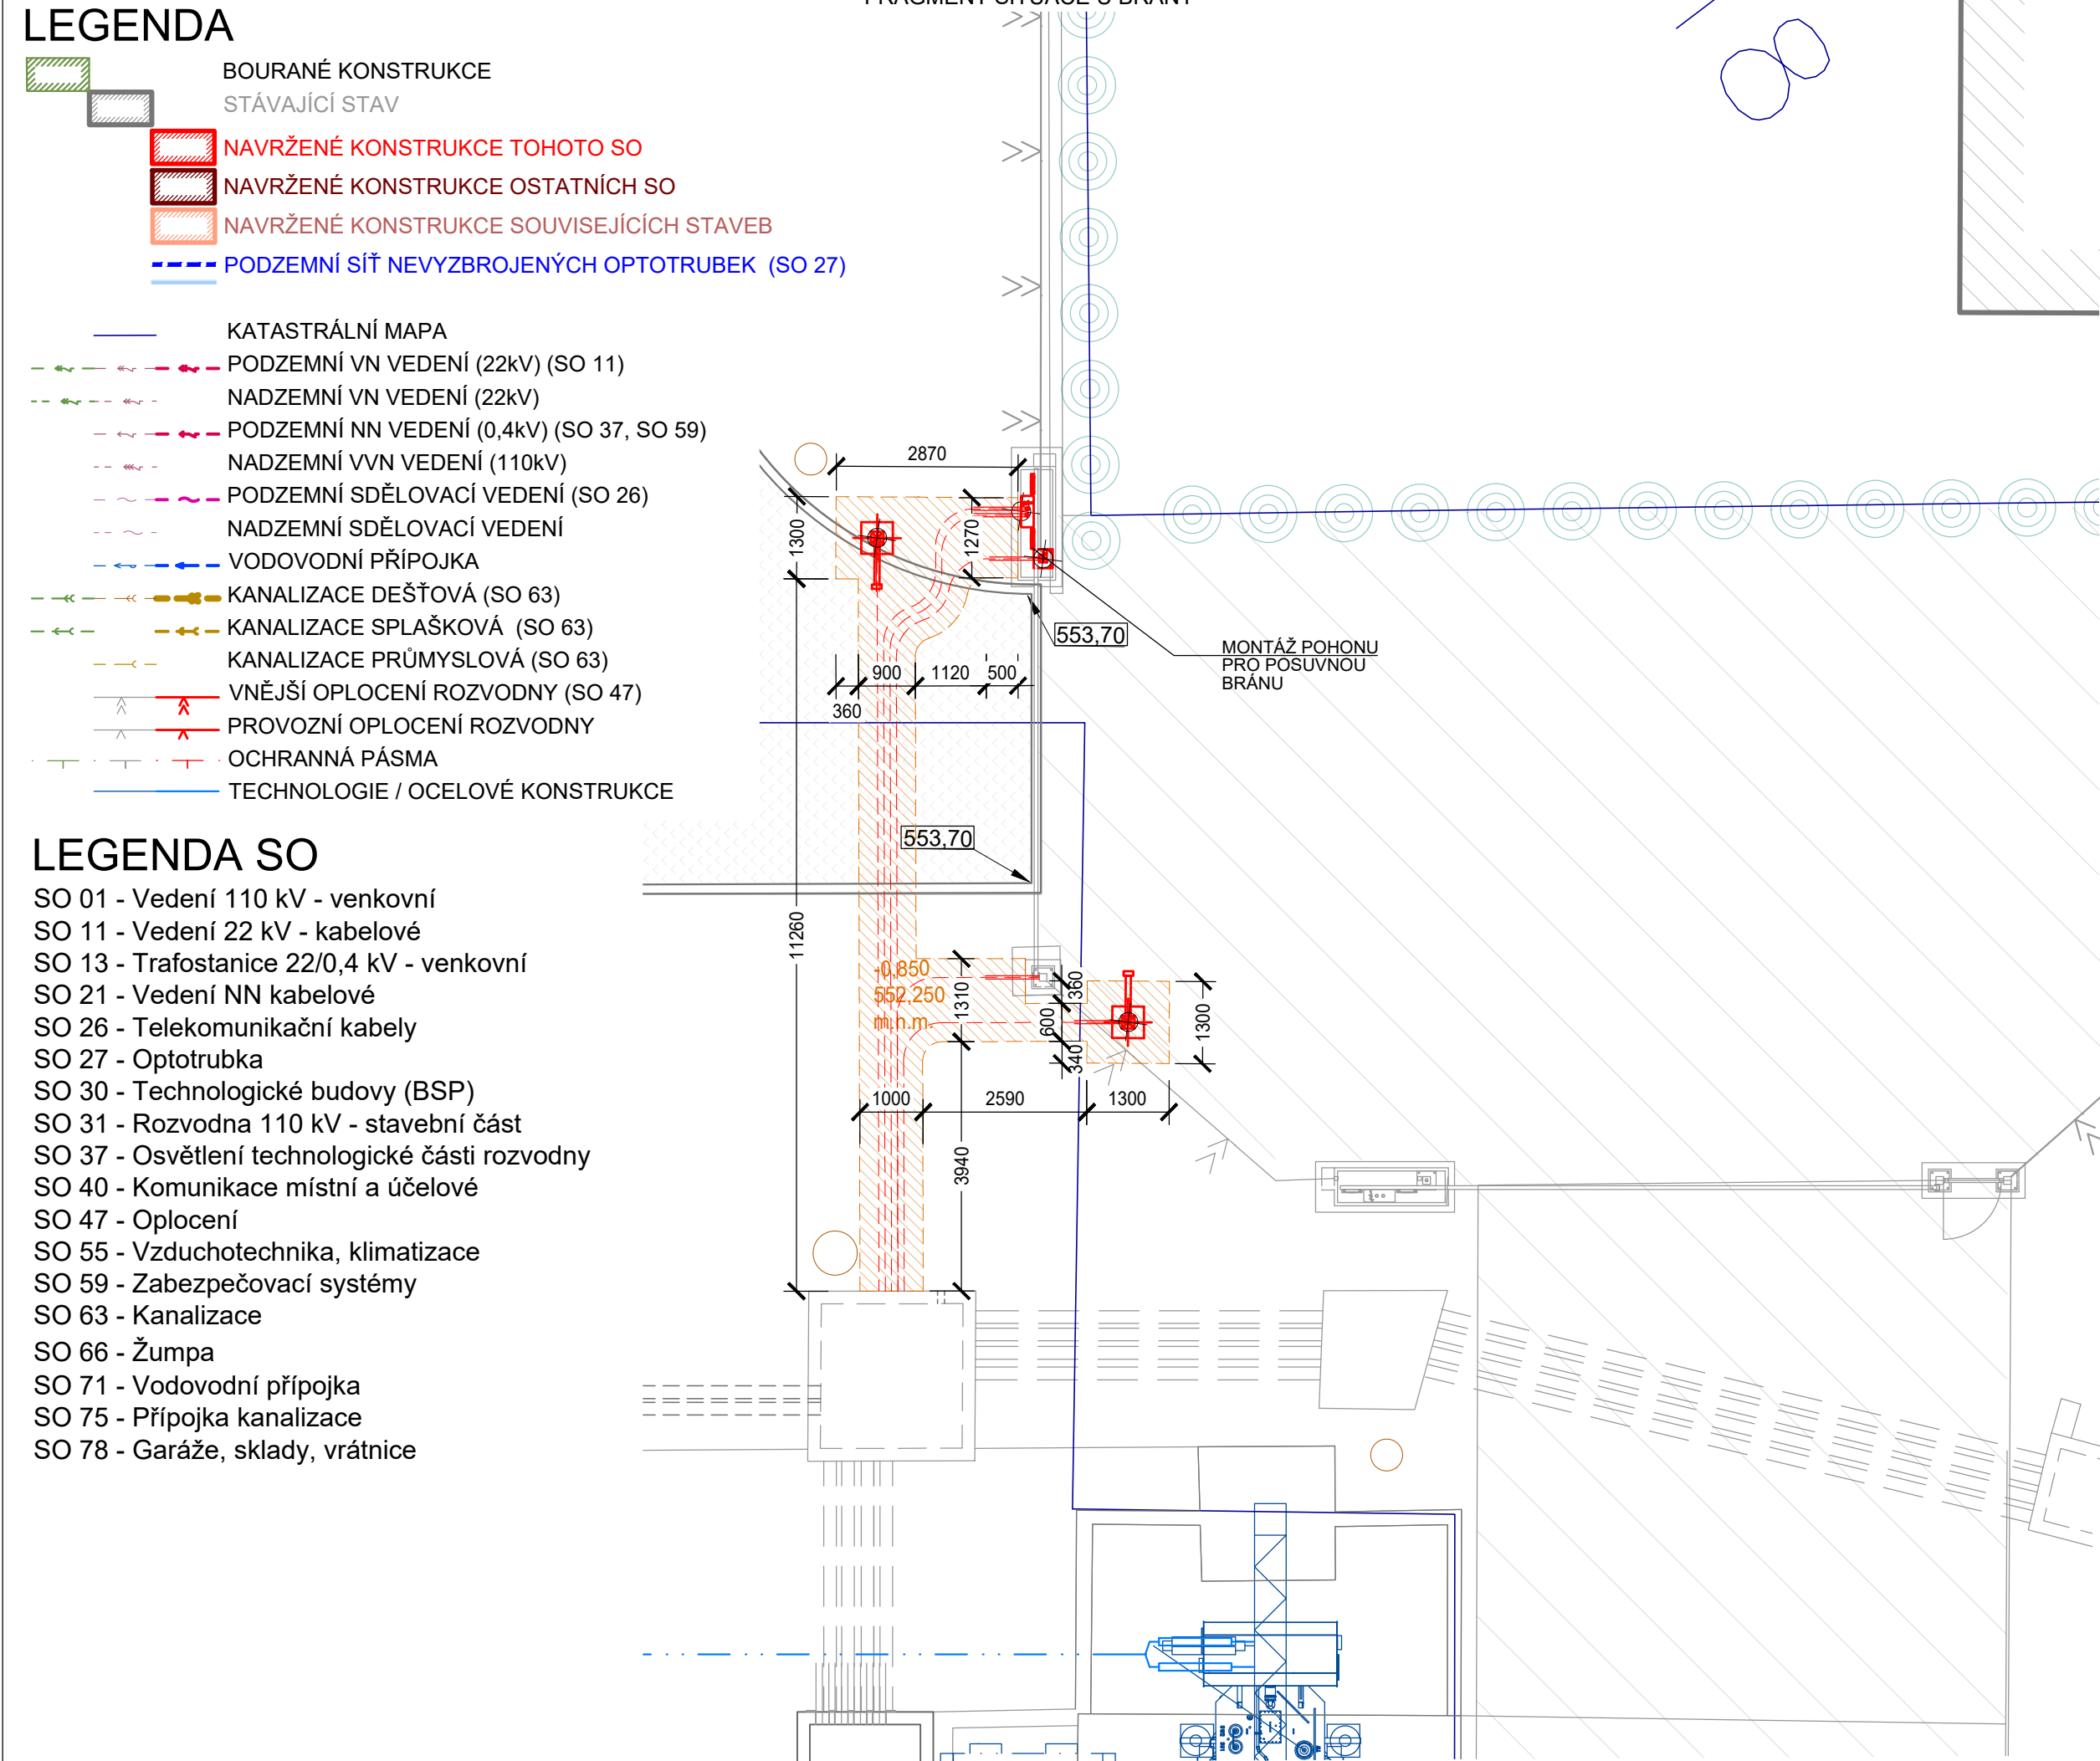 LEGENDA
BOURANÉ KONSTRUKCE
STÁVAJÍCÍ STAV
NAVRŽENÉ KONSTRUKCE TOHOTO SO
NAVRŽENÉ KONSTRUKCE OSTATNÍCH SO
NAVRŽENÉ KONSTRUKCE SOUVISEJÍCÍCH STAVEB
PODZEMNÍ SÍŤ NEVYZBROJENÝCH OPTOTRUBEK (SO 27)
KATASTRÁLNÍ MAPA
PODZEMNÍ VN VEDENÍ (22kV) (SO 11)
NADZEMNÍ VN VEDENÍ (22kV)
PODZEMNÍ NN VEDENÍ (0,4kV) (SO 37, SO 59)
NADZEMNÍ VVN VEDENÍ (110kV)
PODZEMNÍ SDĚLOVACÍ VEDENÍ (SO 26)
NADZEMNÍ SDĚLOVACÍ VEDENÍ
VODOVODNÍ PŘÍPOJKA
KANALIZACE DEŠŤOVÁ (SO 63)
KANALIZACE SPLAŠKOVÁ (SO 63)
KANALIZACE PRŮMYSLOVÁ (SO 63)
VNĚJŠÍ OPLOCENÍ ROZVODNY (SO 47)
PROVOZNÍ OPLOCENÍ ROZVODNY
OCHRANNÁ PÁSMA
TECHNOLOGIE / OCELOVÉ KONSTRUKCE
LEGENDA SO
SO 01 - Vedení 110 kV - venkovní
SO 11 - Vedení 22 kV - kabelové
SO 13 - Trafostanice 22/0,4 kV - venkovní
SO 21 - Vedení NN kabelové
SO 26 - Telekomunikační kabely
SO 27 - Optotrubka
SO 30 - Technologické budovy (BSP)
SO 31 - Rozvodna 110 kV - stavební část
SO 37 - Osvětlení technologické části rozvodny
SO 40 - Komunikace místní a účelové
SO 47 - Oplocení
SO 55 - Vzduchotechnika, klimatizace
SO 59 - Zabezpečovací systémy
SO 63 - Kanalizace
SO 66 - Žumpa
SO 71 - Vodovodní přípojka
SO 75 - Přípojka kanalizace
SO 78 - Garáže, sklady, vrátnice
FRAGMENT SITUACE U BRÁNY
8
2870
1300
1270
553,70
MONTÁŽ POHONU
PRO POSUVNOU
BRÁNU
900
1120
500
360
553,70
11260
-0,850
552,250
m.n.m.
1310
360
600
340
1300
1000
2590
1300
3940